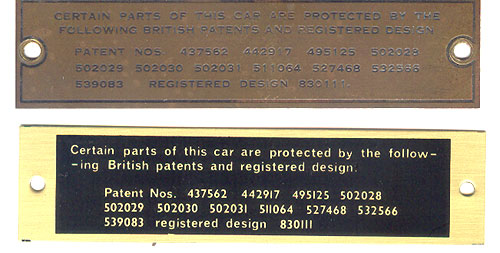 CERTAIN PARTS OF THIS CAR ARE PROTECTED BY THE
FOLLOWING BRITISH PATENTS AND REGISTERED DESIGN
PATENT NOS 437562 442917 495125 502028
502029 502030 502031 511064 527468 532566
539083 REGISTERED DESIGN 830111.
Certain parts of this car are protected by the follow-
-ing British patents and registered design.
Patent Nos. 437562 442917 495125 502028
502029 502030 502031 511064 527468 532566
539083 registered design 830111